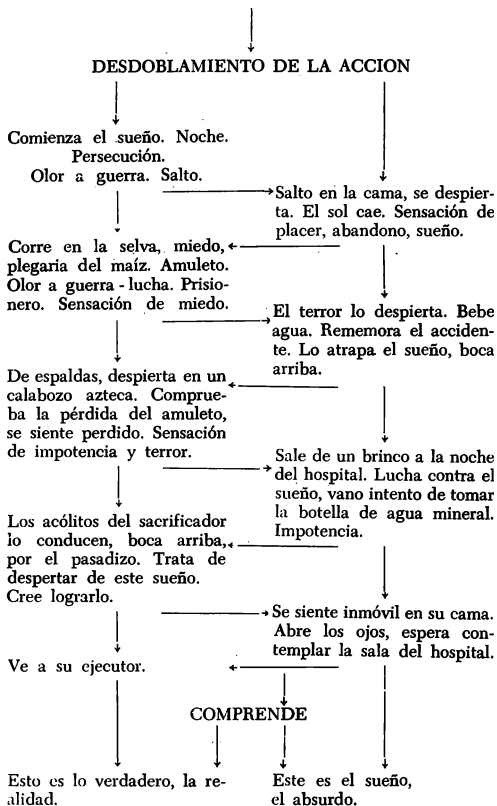 DESDOBLAMIENTO DE LA ACCION
Comienza el sueño. Noche.
Persecución.
Olor a guerra. Salto.
Salto en la cama, se despier-
ta. El sol cae. Sensación de
placer, abandono, sueño.
Corre en la selva, miedo,
plegaria del maíz. Amuleto.
Olor a guerra - lucha. Prisio-
nero. Sensación de miedo.
El terror lo despierta. Bebe
agua. Rememora el acciden-
te. Lo atrapa el sueño, boca
arriba.
De espaldas, despierta en un
calabozo azteca. Comprue-
ba la pérdida del amuleto,
se siente perdido. Sensación
de impotencia y terror.
Sale de un brinco a la noche
del hospital. Lucha contra el
sueño, vano intento de tomar
la botella de agua mineral.
Impotencia.
Los acólitos del sacrificador
lo conducen, boca arriba,
por el pasadizo. Trata de
despertar de este sueño.
Cree lograrlo.
Se siente inmóvil en su cama.
Abre los ojos, espera con-
templar la sala del hospital.
Ve a su ejecutor.
COMPRENDE
Esto es lo verdadero, la re-
alidad.
Este es el sueño,
el absurdo.